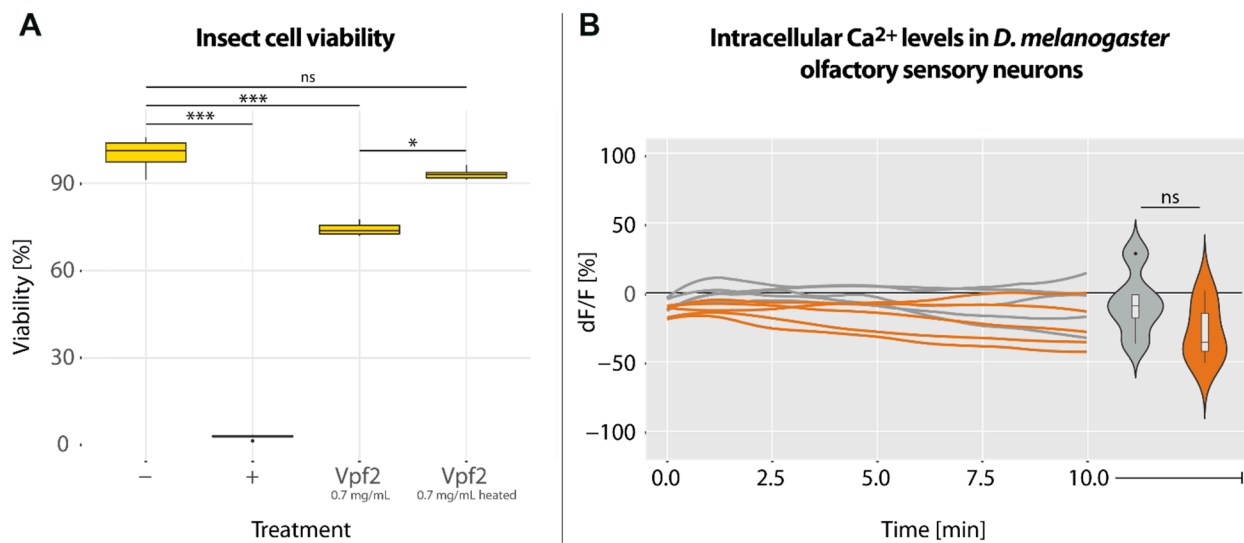 A
Insect cell viability
ns
***
***
*
90
60
30
0
Viability [%]
−
+
Vpf2
0.7 mg/mL
Vpf2
0.7 mg/mL heated
Treatment
B
Intracellular Ca²⁺ levels in D. melanogaster
olfactory sensory neurons
100
50
0
−50
−100
dF/F [%]
ns
0.0
2.5
5.0
7.5
10.0
Time [min]